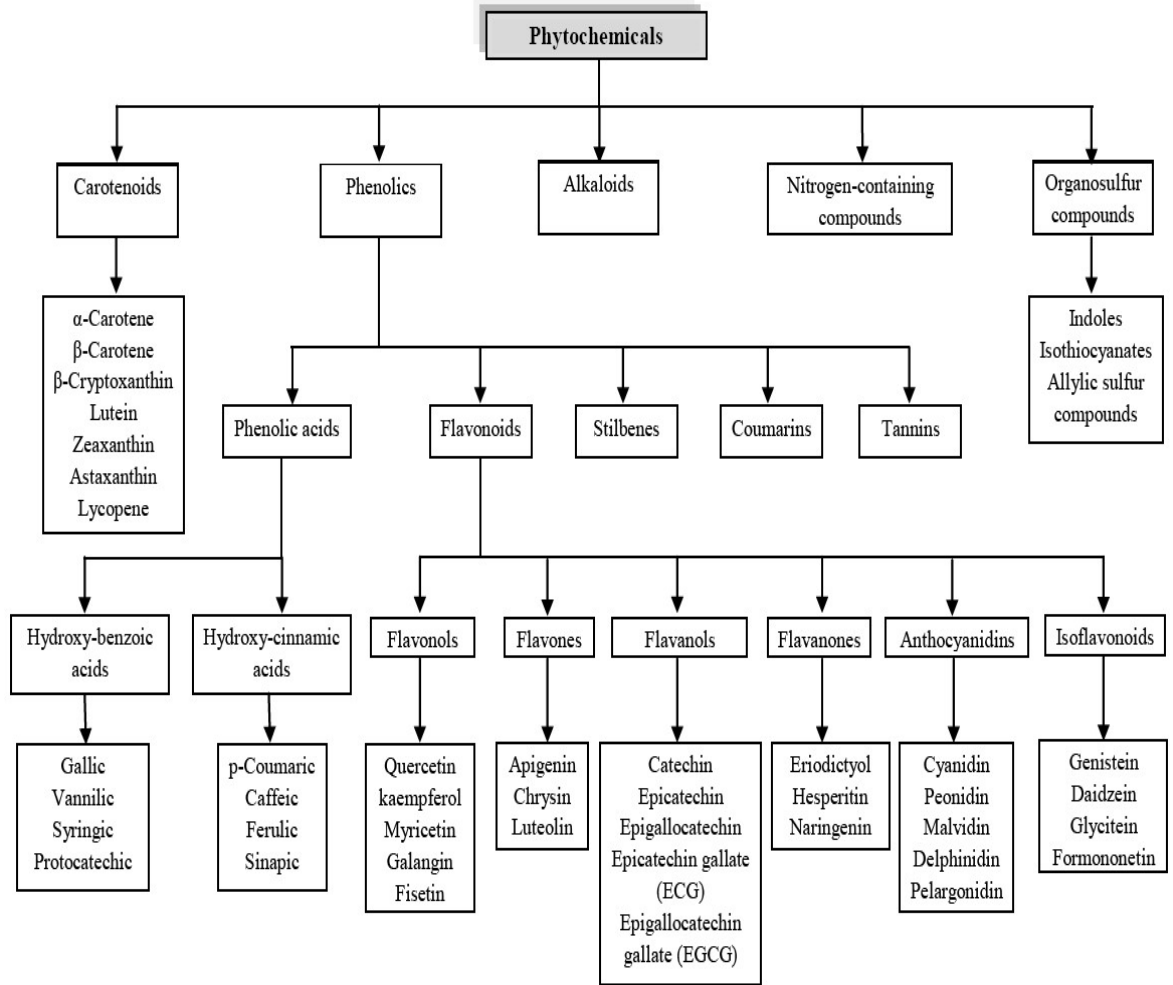 Phytochemicals
Carotenoids
Phenolics
Alkaloids
Nitrogen-containing
compounds
Organosulfur
compounds
α-Carotene
β-Carotene
β-Cryptoxanthin
Lutein
Zeaxanthin
Astaxanthin
Lycopene
Indoles
Isothiocyanates
Allylic sulfur
compounds
Phenolic acids
Flavonoids
Stilbenes
Coumarins
Tannins
Hydroxy-benzoic
acids
Hydroxy-cinnamic
acids
Flavonols
Flavones
Flavanols
Flavanones
Anthocyanidins
Isoflavonoids
Gallic
Vannilic
Syringic
Protocatechic
p-Coumaric
Caffeic
Ferulic
Sinapic
Quercetin
kaempferol
Myricetin
Galangin
Fisetin
Apigenin
Chrysin
Luteolin
Catechin
Epicatechin
Epigallocatechin
Epicatechin gallate
(ECG)
Epigallocatechin
gallate (EGCG)
Eriodictyol
Hesperitin
Naringenin
Cyanidin
Peonidin
Malvidin
Delphinidin
Pelargonidin
Genistein
Daidzein
Glycitein
Formononetin